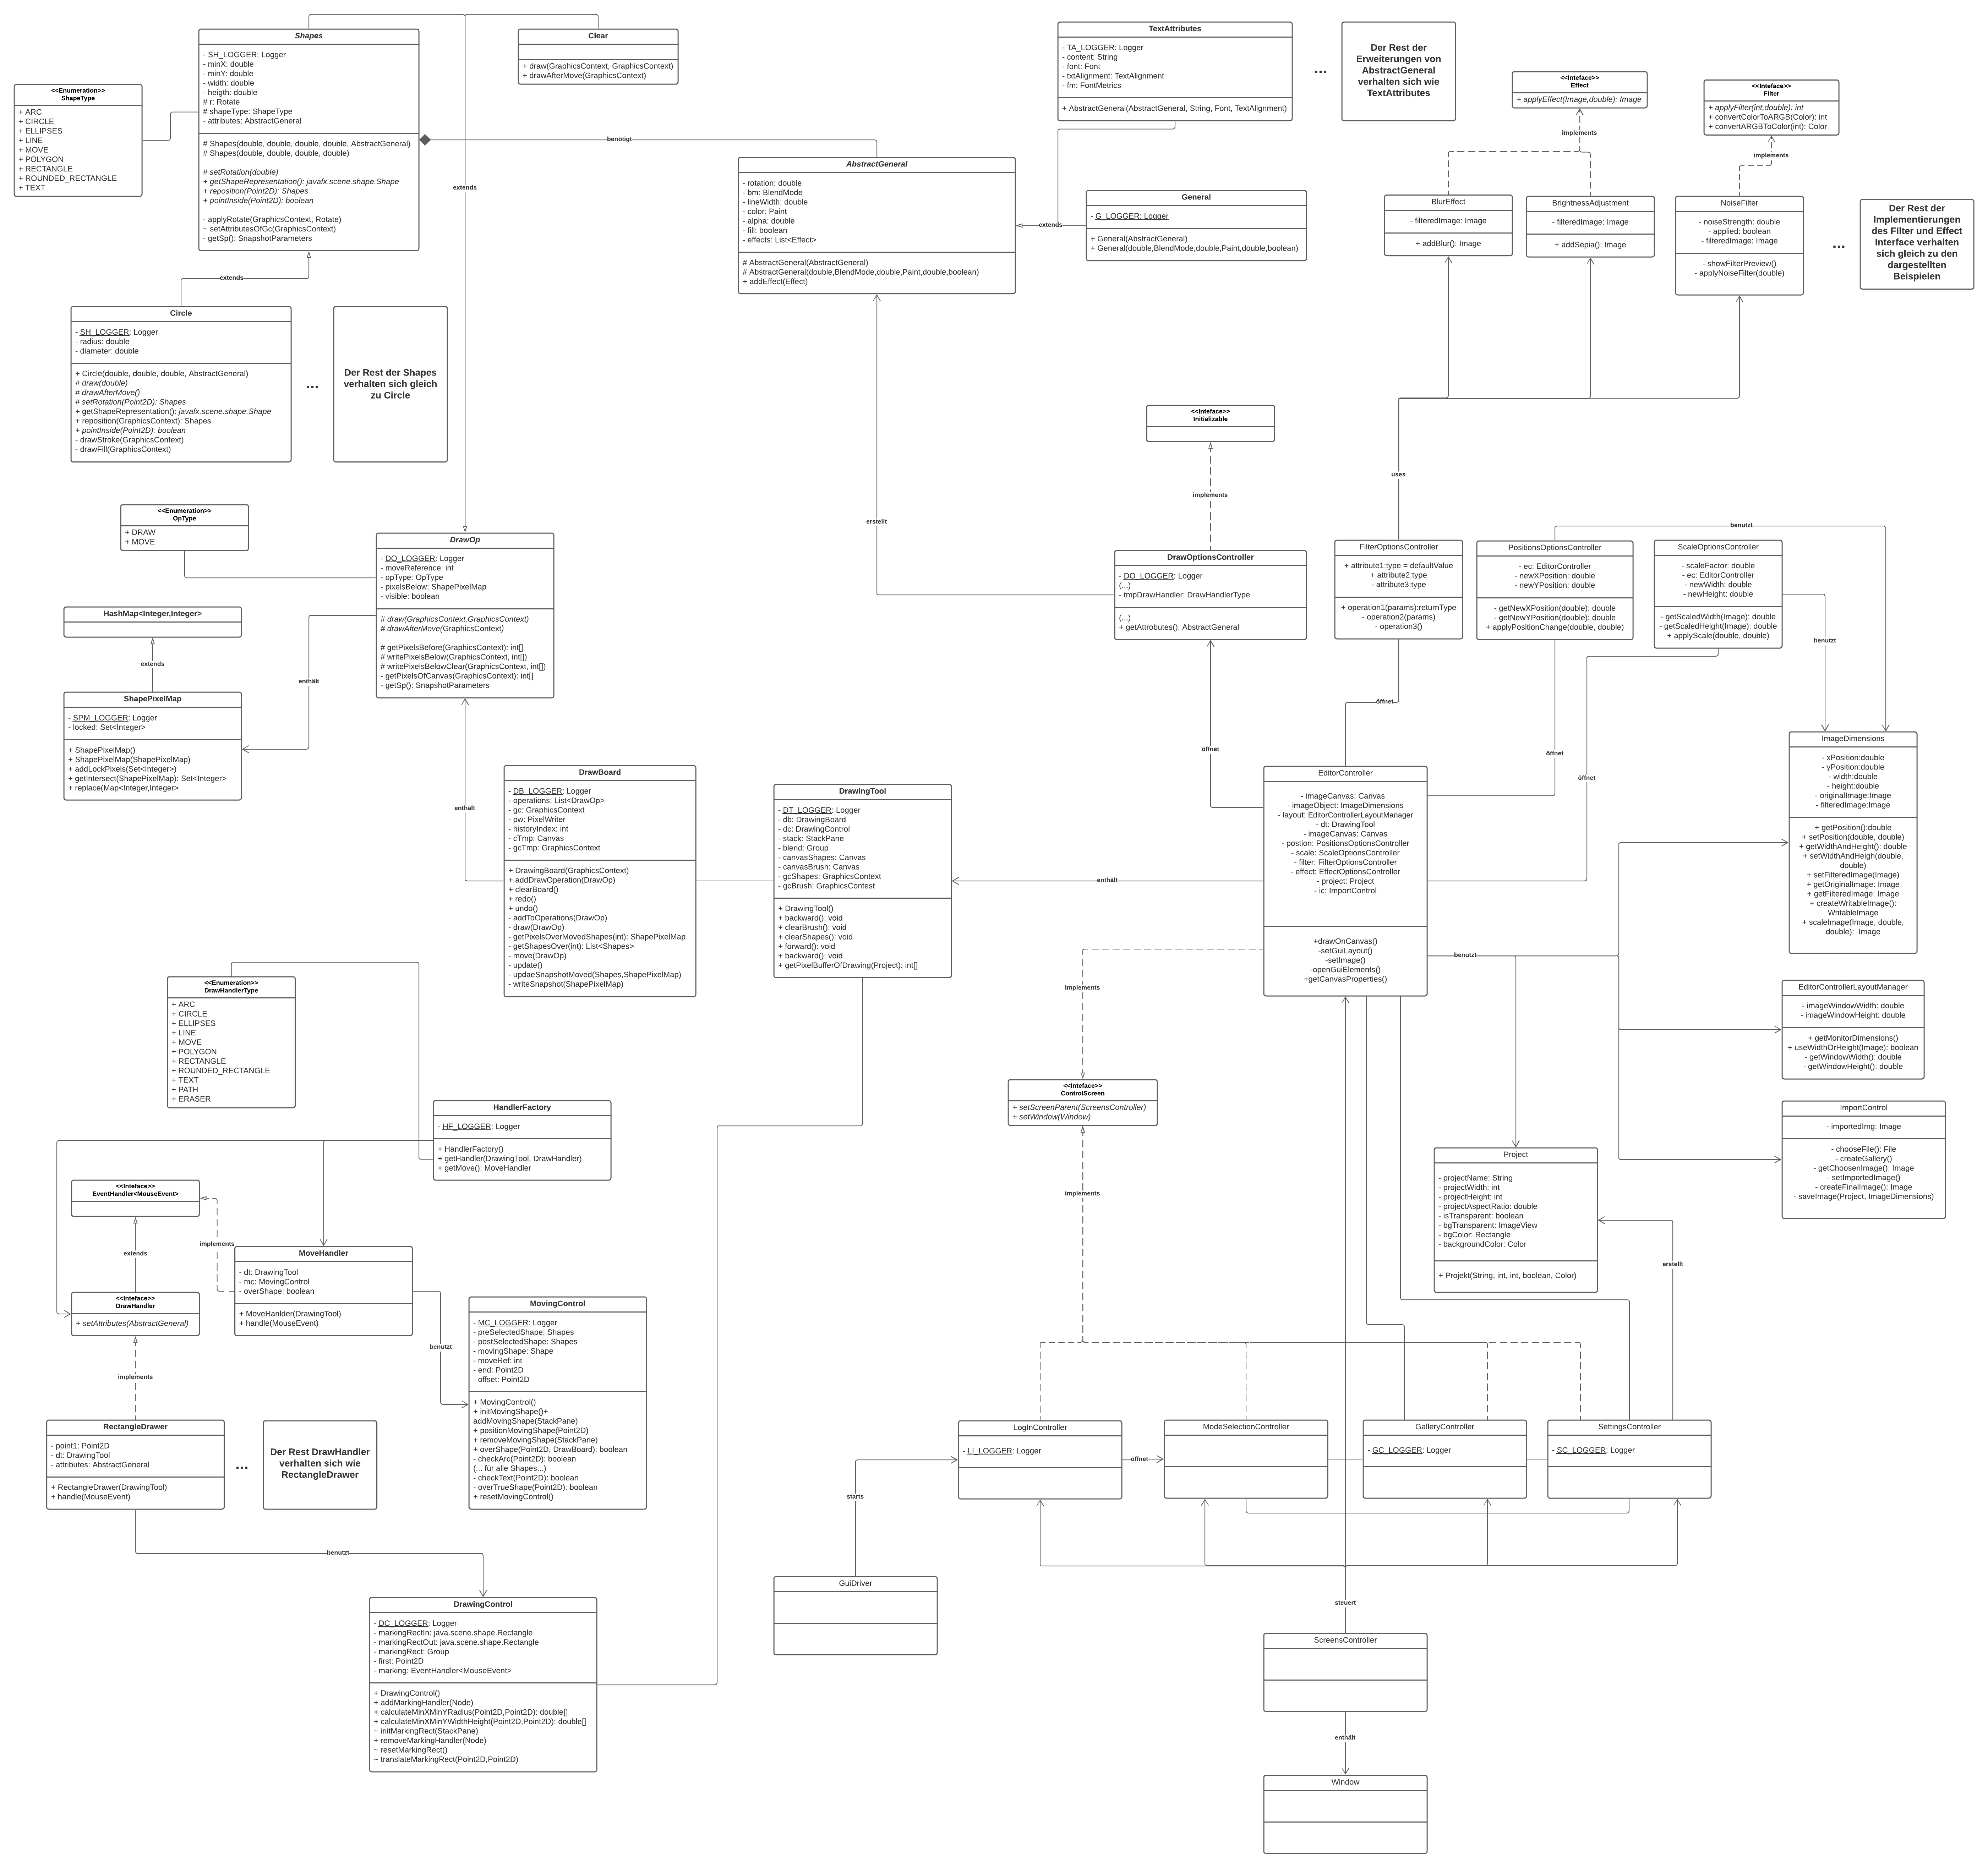 Shapes
- SH_LOGGER: Logger
- minX: double
- minY: double
- width: double
- heigth: double
# r: Rotate
# shapeType: ShapeType
- attributes: AbstractGeneral
# Shapes(double, double, double, double, AbstractGeneral)
# Shapes(double, double, double, double)
# setRotation(double)
+ getShapeRepresentation(): javafx.scene.shape.Shape
+ reposition(Point2D): Shapes
+ pointInside(Point2D): boolean
- applyRotate(GraphicsContext, Rotate)
~ setAttributesOfGc(GraphicsContext)
- getSp(): SnapshotParameters
Clear
+ draw(GraphicsContext, GraphicsContext)
+ drawAfterMove(GraphicsContext)
<<Enumeration>>
ShapeType
+ ARC
+ CIRCLE
+ ELLIPSES
+ LINE
+ MOVE
+ POLYGON
+ RECTANGLE
+ ROUNDED_RECTANGLE
+ TEXT
benötigt
extends
extends
Circle
- SH_LOGGER: Logger
- radius: double
- diameter: double
+ Circle(double, double, double, AbstractGeneral)
# draw(double)
# drawAfterMove()
# setRotation(Point2D): Shapes
+ getShapeRepresentation(): javafx.scene.shape.Shape
+ reposition(GraphicsContext): Shapes
+ pointInside(Point2D): boolean
- drawStroke(GraphicsContext)
- drawFill(GraphicsContext)
...
Der Rest der Shapes
verhalten sich gleich
zu Circle
TextAttributes
- TA_LOGGER: Logger
- content: String
- font: Font
- txtAlignment: TextAlignment
- fm: FontMetrics
+ AbstractGeneral(AbstractGeneral, String, Font, TextAlignment)
...
Der Rest der
Erweiterungen von
AbstractGeneral
verhalten sich wie
TextAttributes
AbstractGeneral
- rotation: double
- bm: BlendMode
- lineWidth: double
- color: Paint
- alpha: double
- fill: boolean
- effects: List<Effect>
# AbstractGeneral(AbstractGeneral)
# AbstractGeneral(double,BlendMode,double,Paint,double,boolean)
+ addEffect(Effect)
extends
General
- G_LOGGER: Logger
+ General(AbstractGeneral)
+ General(double,BlendMode,double,Paint,double,boolean)
<<Inteface>>
Effect
+ applyEffect(Image,double): Image
<<Inteface>>
Filter
+ applyFilter(int,double): int
+ convertColorToARGB(Color): int
+ convertARGBToColor(int): Color
implements
implements
BlurEffect
- filteredImage: Image
+ addBlur(): Image
BrightnessAdjustment
- filteredImage: Image
+ addSepia(): Image
NoiseFilter
- noiseStrength: double
- applied: boolean
- filteredImage: Image
- showFilterPreview()
- applyNoiseFilter(double)
...
Der Rest der
Implementierungen
des FIlter und Effect
Interface verhalten
sich gleich zu den
dargestellten
Beispielen
<<Inteface>>
Initializable
implements
uses
erstellt
benutzt
<<Enumeration>>
OpType
+ DRAW
+ MOVE
DrawOp
- DO_LOGGER: Logger
- moveReference: int
- opType: OpType
- pixelsBelow: ShapePixelMap
- visible: boolean
# draw(GraphicsContext,GraphicsContext)
# drawAfterMove(GraphicsContext)
# getPixelsBefore(GraphicsContext): int[]
# writePixelsBelow(GraphicsContext, int[])
# writePixelsBelowClear(GraphicsContext, int[])
- getPixelsOfCanvas(GraphicsContext): int[]
- getSp(): SnapshotParameters
HashMap<Integer,Integer>
extends
enthält
ShapePixelMap
- SPM_LOGGER: Logger
- locked: Set<Integer>
+ ShapePixelMap()
+ ShapePixelMap(ShapePixelMap)
+ addLockPixels(Set<Integer>)
+ getIntersect(ShapePixelMap): Set<Integer>
+ replace(Map<Integer,Integer>
DrawOptionsController
- DO_LOGGER: Logger
(...)
- tmpDrawHandler: DrawHandlerType
(...)
+ getAttrobutes(): AbstractGeneral
FilterOptionsController
+ attribute1:type = defaultValue
+ attribute2:type
- attribute3:type
+ operation1(params):returnType
- operation2(params)
- operation3()
PositionsOptionsController
- ec: EditorController
- newXPosition: double
- newYPosition: double
- getNewXPosition(double): double
- getNewYPosition(double): double
+ applyPositionChange(double, double)
ScaleOptionsController
- scaleFactor: double
- ec: EditorController
- newWidth: double
- newHeight: double
- getScaledWidth(Image): double
- getScaledHeight(Image): double
+ applyScale(double, double)
benutzt
öffnet
öffnet
öffnet
öffnet
ImageDimensions
- xPosition:double
- yPosition:double
- width:double
- height:double
- originalImage:Image
- filteredImage:Image
+ getPosition():double
+ setPosition(double, double)
+ getWidthAndHeight(): double
+ setWidthAndHeigh(double,
double)
+ setFilteredImage(Image)
+ getOriginalImage: Image
+ getFilteredImage: Image
+ createWritableImage():
WritableImage
+ scaleImage(Image, double,
double): Image
enthält
DrawBoard
- DB_LOGGER: Logger
- operations: List<DrawOp>
- gc: GraphicsContext
- pw: PixelWriter
- historyIndex: int
- cTmp: Canvas
- gcTmp: GraphicsContext
+ DrawingBoard(GraphicsContext)
+ addDrawOperation(DrawOp)
+ clearBoard()
+ redo()
+ undo()
- addToOperations(DrawOp)
- draw(DrawOp)
- getPixelsOverMovedShapes(int): ShapePixelMap
- getShapesOver(int): List<Shapes>
- move(DrawOp)
- update()
- updaeSnapshotMoved(Shapes,ShapePixelMap)
- writeSnapshot(ShapePixelMap)
DrawingTool
- DT_LOGGER: Logger
- db: DrawingBoard
- dc: DrawingControl
- stack: StackPane
- blend: Group
- canvasShapes: Canvas
- canvasBrush: Canvas
- gcShapes: GraphicsContext
- gcBrush: GraphicsContest
+ DrawingTool()
+ backward(): void
+ clearBrush(): void
+ clearShapes(): void
+ forward(): void
+ backward(): void
+ getPixelBufferOfDrawing(Project): int[]
enthält
EditorController
- imageCanvas: Canvas
- imageObject: ImageDimensions
- layout: EditorControllerLayoutManager
- dt: DrawingTool
- imageCanvas: Canvas
- postion: PositionsOptionsController
- scale: ScaleOptionsController
- filter: FilterOptionsController
- effect: EffectOptionsController
- project: Project
- ic: ImportControl
+drawOnCanvas()
-setGuiLayout()
-setImage()
-openGuiElements()
+getCanvasProperties()
benutzt
implements
EditorControllerLayoutManager
- imageWindowWidth: double
- imageWindowHeight: double
+ getMonitorDimensions()
+ useWidthOrHeight(Image): boolean
- getWindowWidth(): double
- getWindowHeight(): double
<<Enumeration>>
DrawHandlerType
+ ARC
+ CIRCLE
+ ELLIPSES
+ LINE
+ MOVE
+ POLYGON
+ RECTANGLE
+ ROUNDED_RECTANGLE
+ TEXT
+ PATH
+ ERASER
HandlerFactory
- HF_LOGGER: Logger
+ HandlerFactory()
+ getHandler(DrawingTool, DrawHandler)
+ getMove(): MoveHandler
<<Inteface>>
ControlScreen
+ setScreenParent(ScreensController)
+ setWindow(Window)
implements
ImportControl
- importedImg: Image
- chooseFile(): File
- createGallery()
- getChoosenImage(): Image
- setImportedImage()
- createFinalImage(): Image
- saveImage(Project, ImageDimensions)
Project
- projectName: String
- projectWidth: int
- projectHeight: int
- projectAspectRatio: double
- isTransparent: boolean
- bgTransparent: ImageView
- bgColor: Rectangle
- backgroundColor: Color
+ Projekt(String, int, int, boolean, Color)
erstellt
<<Inteface>>
EventHandler<MouseEvent>
extends
implements
<<Inteface>>
DrawHandler
+ setAttributes(AbstractGeneral)
implements
MoveHandler
- dt: DrawingTool
- mc: MovingControl
- overShape: boolean
+ MoveHanlder(DrawingTool)
+ handle(MouseEvent)
benutzt
MovingControl
- MC_LOGGER: Logger
- preSelectedShape: Shapes
- postSelectedShape: Shapes
- movingShape: Shape
- moveRef: int
- end: Point2D
- offset: Point2D
+ MovingControl()
+ initMovingShape()+
addMovingShape(StackPane)
+ positionMovingShape(Point2D)
+ removeMovingShape(StackPane)
+ overShape(Point2D, DrawBoard): boolean
- checkArc(Point2D): boolean
(... für alle Shapes...)
- checkText(Point2D): boolean
- overTrueShape(Point2D): boolean
+ resetMovingControl()
RectangleDrawer
- point1: Point2D
- dt: DrawingTool
- attributes: AbstractGeneral
+ RectangleDrawer(DrawingTool)
+ handle(MouseEvent)
...
Der Rest DrawHandler
verhalten sich wie
RectangleDrawer
benutzt
LogInController
- LI_LOGGER: Logger
öffnet
ModeSelectionController
GalleryController
- GC_LOGGER: Logger
SettingsController
- SC_LOGGER: Logger
starts
GuiDriver
steuert
ScreensController
enthält
Window
DrawingControl
- DC_LOGGER: Logger
- markingRectIn: java.scene.shape.Rectangle
- markingRectOut: java.scene.shape.Rectangle
- markingRect: Group
- first: Point2D
- marking: EventHandler<MouseEvent>
+ DrawingControl()
+ addMarkingHandler(Node)
+ calculateMinXMinYRadius(Point2D,Point2D): double[]
+ calculateMinXMinYWidthHeight(Point2D,Point2D): double[]
~ initMarkingRect(StackPane)
+ removeMarkingHandler(Node)
~ resetMarkingRect()
~ translateMarkingRect(Point2D,Point2D)